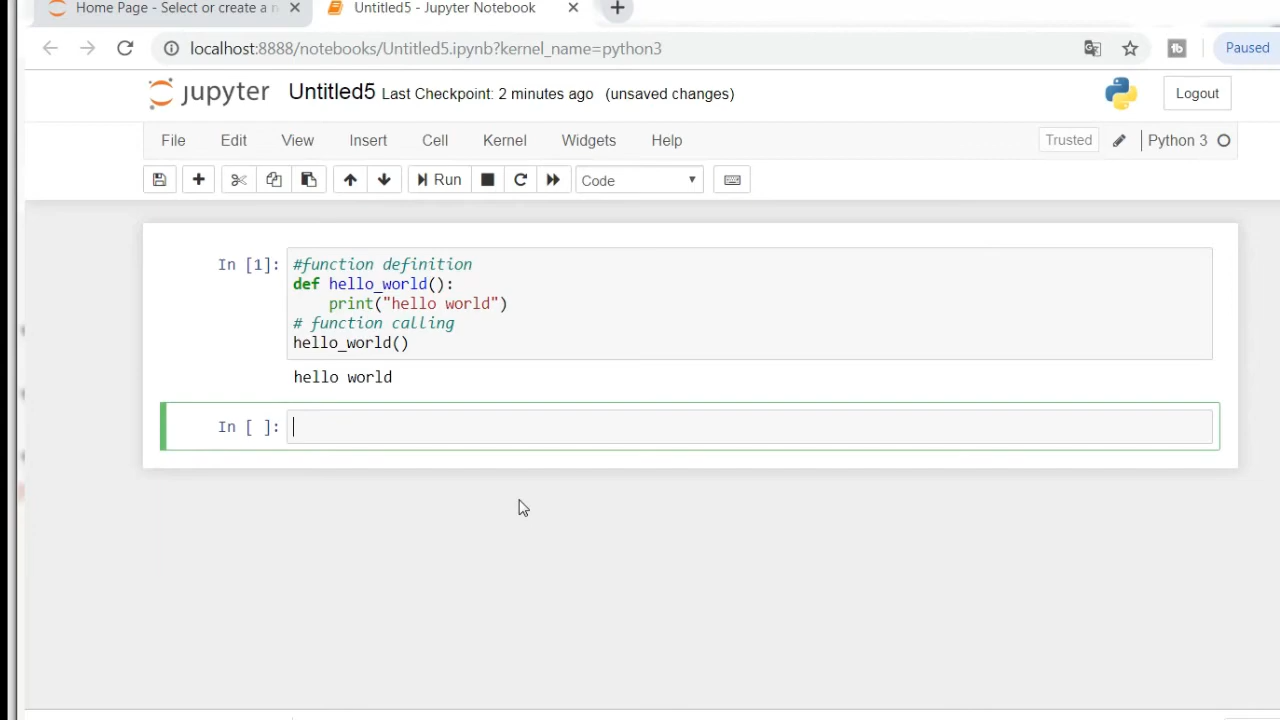 Home Page - Select or create a n
Untitled5 - Jupyter Notebook
localhost:8888/notebooks/Untitled5.ipynb?kernel_name=python3
Paused
jupyter Untitled5 Last Checkpoint: 2 minutes ago (unsaved changes)
Logout
File Edit View Insert Cell Kernel Widgets Help
Trusted Python 3
Run Code
In [1]: #function definition
def hello_world():
    print("hello world")
# function calling
hello_world()
hello world
In [ ]: